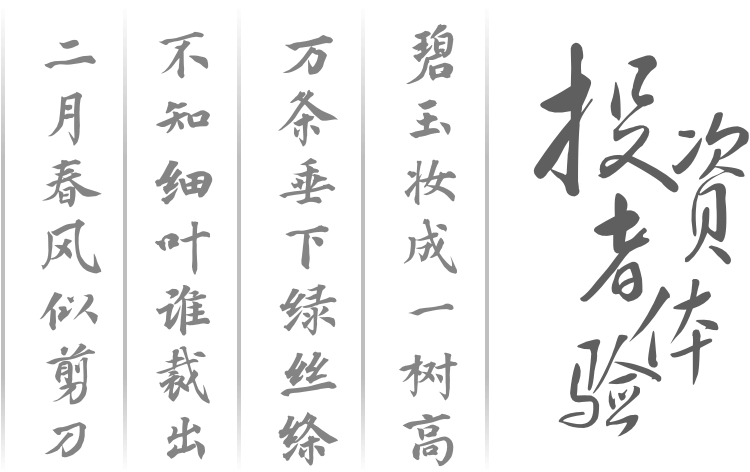 投资者体验
碧玉妆成一树高
万条垂下绿丝绦
不知细叶谁裁出
二月春风似剪刀